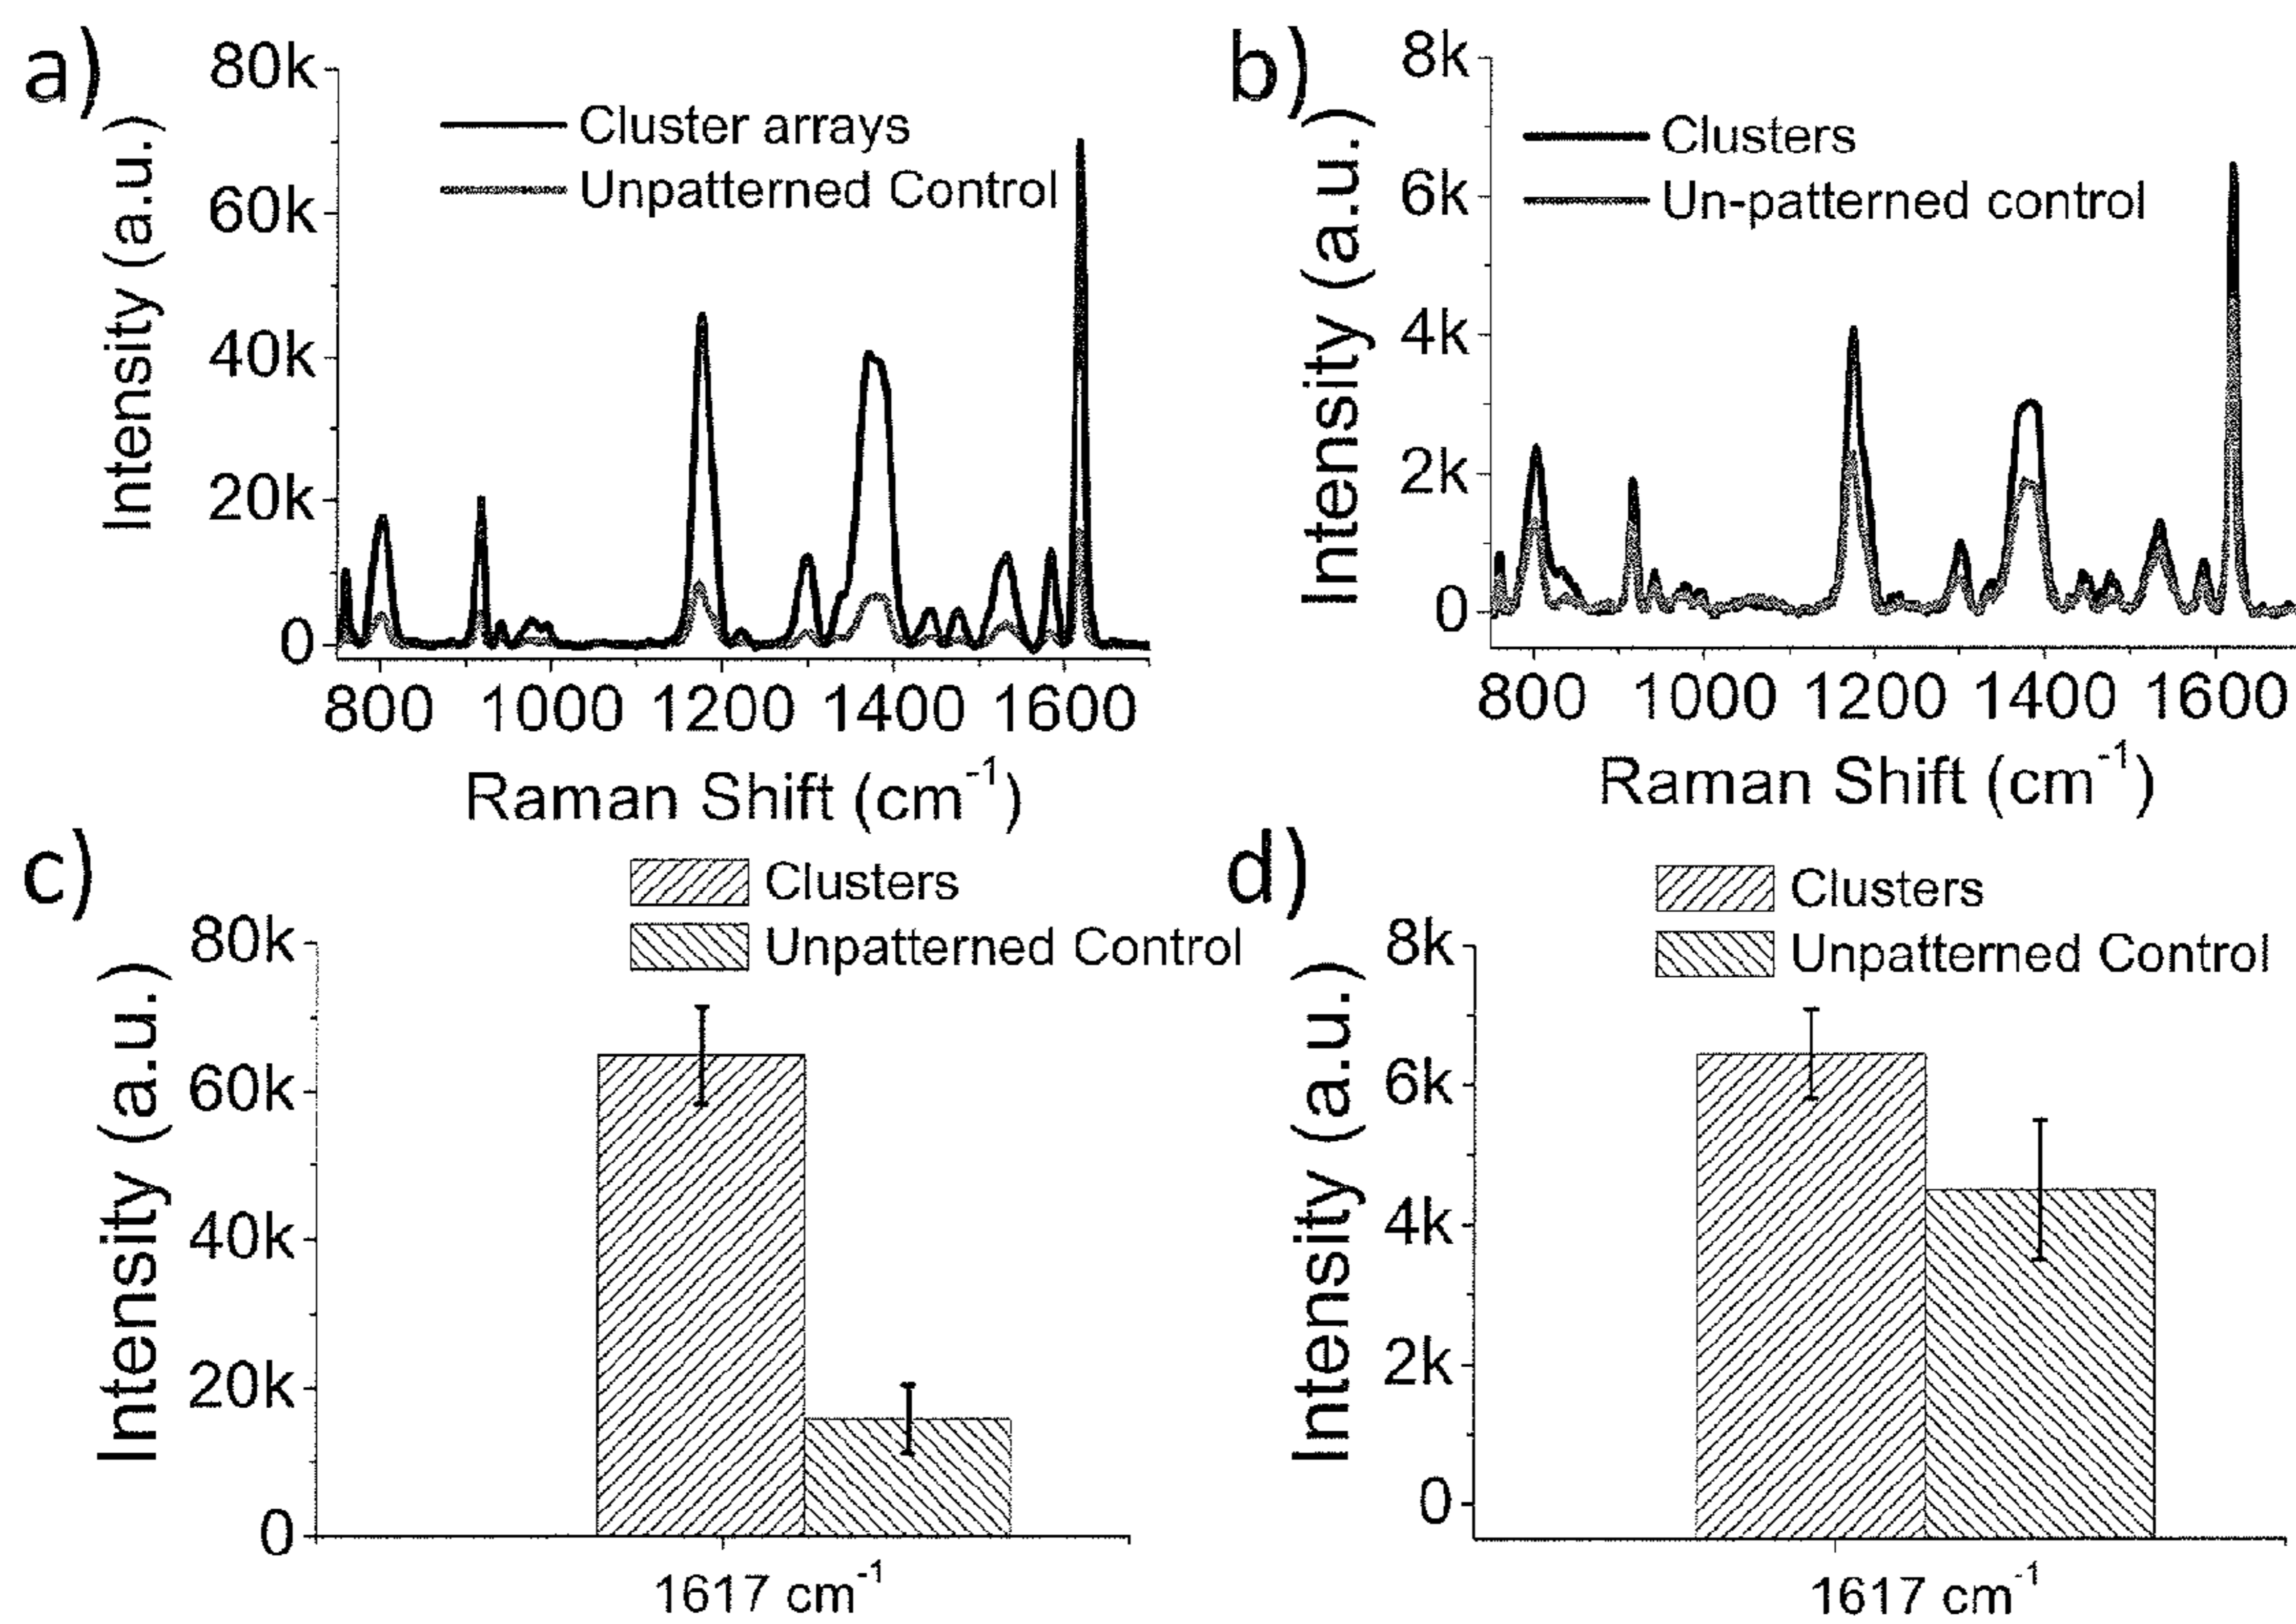 a)
80k
60k
40k
20k
0
Intensity (a.u.)
Cluster arrays
Unpatterned Control
800 1000 1200 1400 1600
Raman Shift (cm-1)
b)
8k
6k
4k
2k
0
Intensity (a.u.)
Clusters
Un-patterned control
800 1000 1200 1400 1600
Raman Shift (cm-1)
c)
Clusters
Unpatterned Control
80k
60k
40k
20k
0
Intensity (a.u.)
1617 cm-1
d)
Clusters
Unpatterned Control
8k
6k
4k
2k
0
Intensity (a.u.)
1617 cm-1